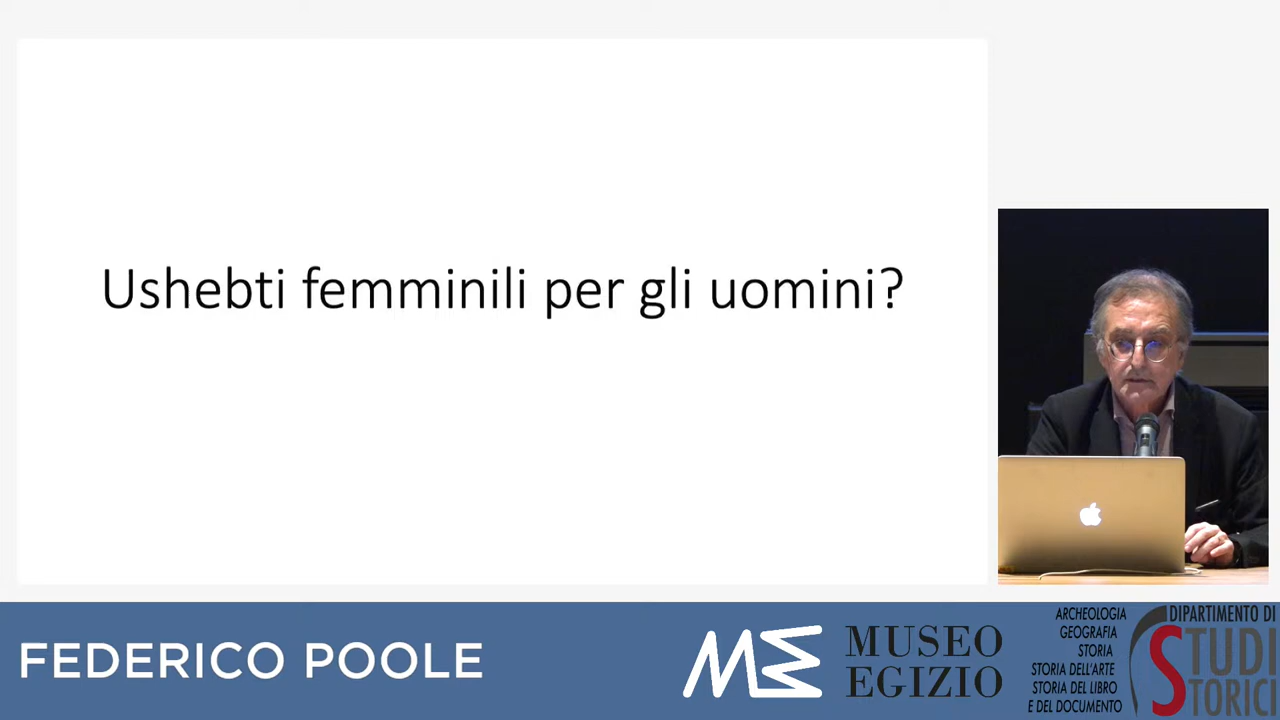 Ushebti femminili per gli uomini?
FEDERICO POOLE
ME
MUSEO
EGIZIO
ARCHEOLOGIA
GEOGRAFIA
STORIA
STORIA DELL'ARTE
STORIA DEL LIBRO
E DEL DOCUMENTO
DIPARTIMENTO DI
STUDI
STORICI